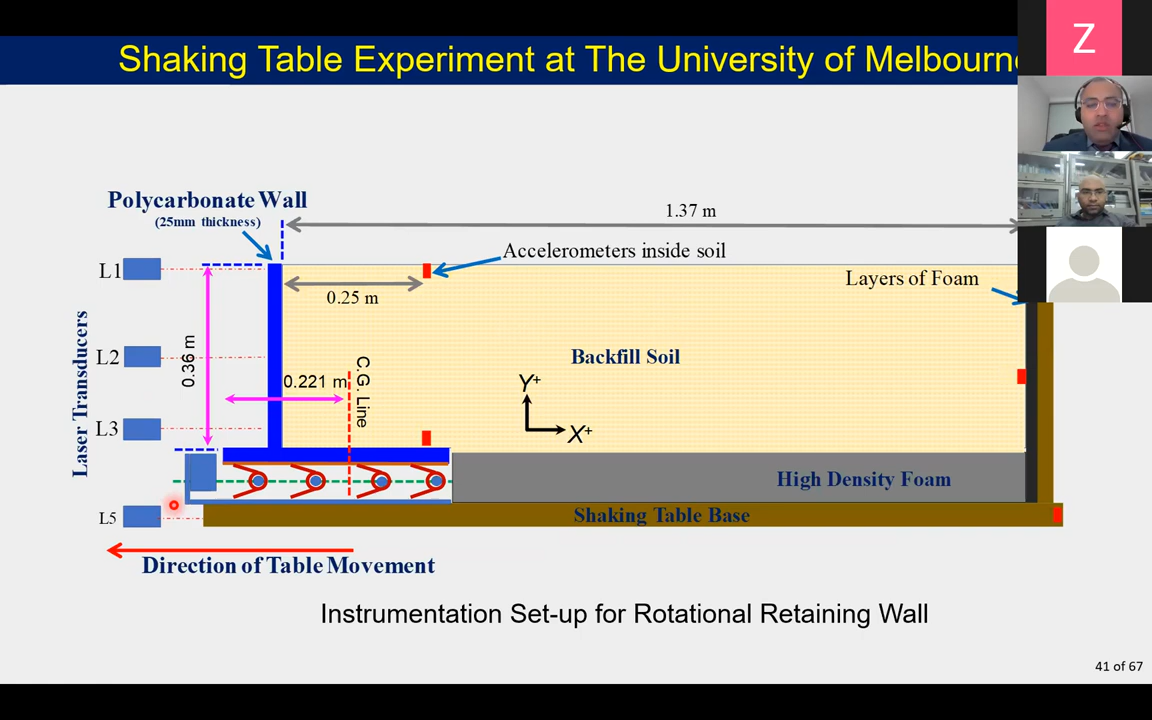 Shaking Table Experiment at The University of Melbourn
Z
Polycarbonate Wall
(25mm thickness)
1.37 m
Accelerometers inside soil
L1
Layers of Foam
0.25 m
Laser Transducers
L2
0.36 m
Backfill Soil
0.221 m
C.G. Line
Y+
L3
X+
High Density Foam
L5
Shaking Table Base
Direction of Table Movement
Instrumentation Set-up for Rotational Retaining Wall
41 of 67